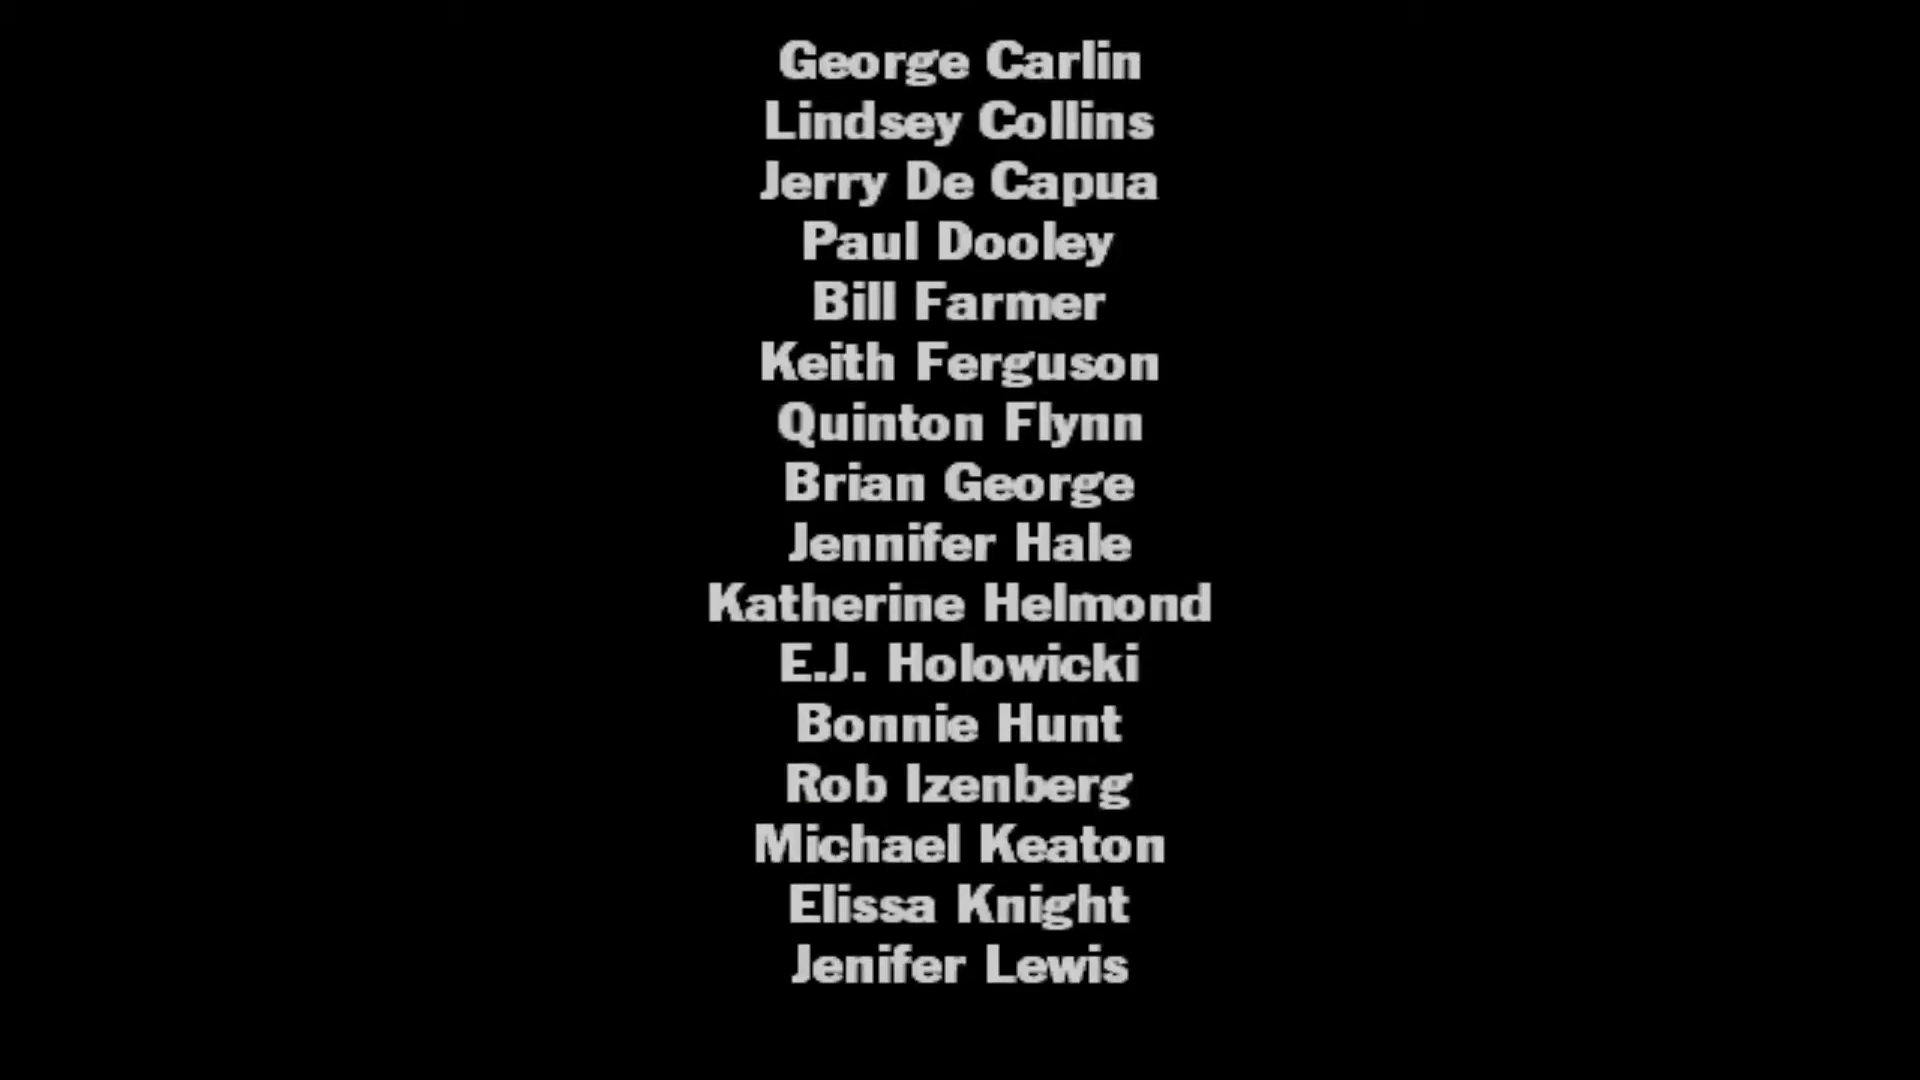 George Carlin
Lindsey Collins
Jerry De Capua
Paul Dooley
Bill Farmer
Keith Ferguson
Quinton Flynn
Brian George
Jennifer Hale
Katherine Helmond
E.J. Holowicki
Bonnie Hunt
Rob Izenberg
Michael Keaton
Elissa Knight
Jenifer Lewis